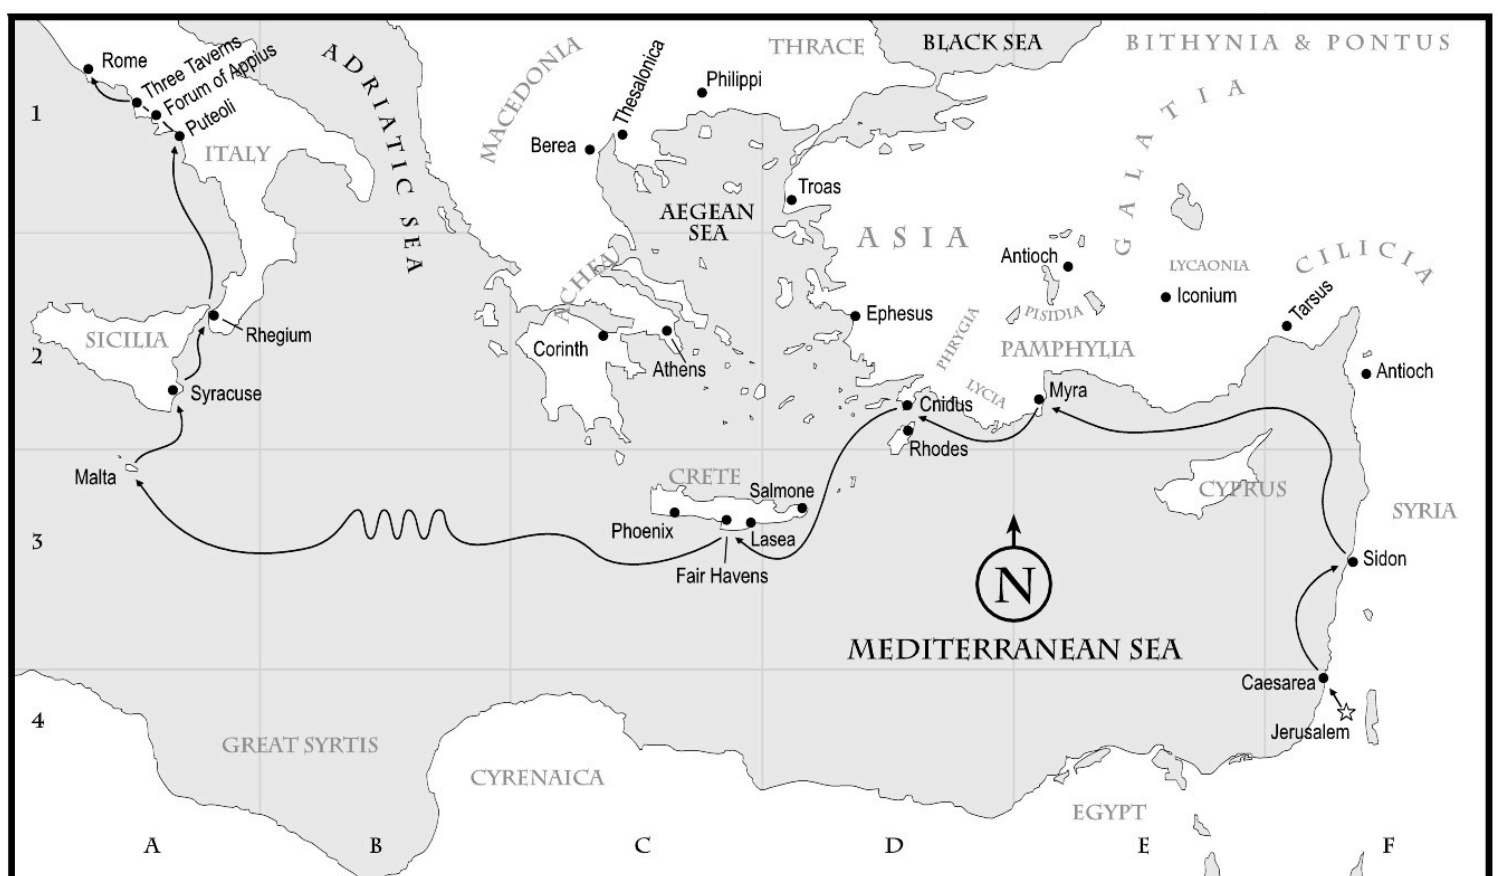 BLACK SEA
THRACE
BITHYNIA & PONTUS
Rome
Three Taverns
Forum of Appius
Puteoli
ITALY
ADRIATIC SEA
MACEDONIA
Thesalonica
Philippi
Berea
1
GALATIA
Troas
AEGEAN
SEA
ASIA
Antioch
LYCAONIA
CILICIA
ACHEA
Iconium
Tarsus
PISIDIA
PHRYGIA
PAMPHYLIA
Ephesus
Rhegium
SICILIA
2
Corinth
Athens
Antioch
Syracuse
LYCIA
Myra
Cnidus
Rhodes
Malta
CRETE
Salmone
CYPRUS
SYRIA
Phoenix
Lasea
3
Fair Havens
Sidon
N
MEDITERRANEAN SEA
Caesarea
4
Jerusalem
GREAT SYRTIS
CYRENAICA
EGYPT
A B C D E F